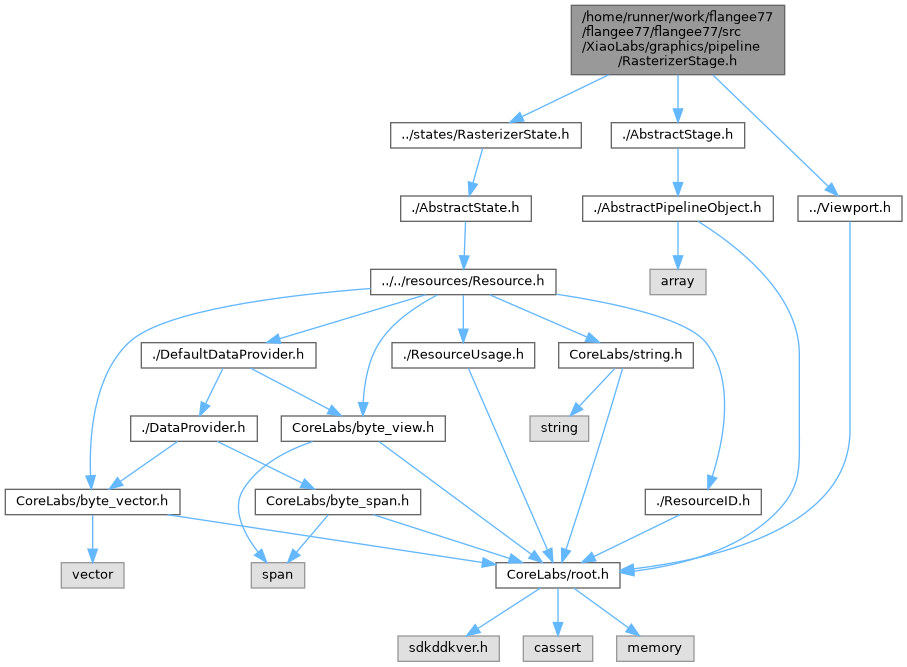 /home/runner/work/flangee77
/flangee77/flangee77/src
/XiaoLabs/graphics/pipeline
/RasterizerStage.h
../states/RasterizerState.h
./AbstractStage.h
./AbstractState.h
./AbstractPipelineObject.h
../Viewport.h
../../resources/Resource.h
array
./DefaultDataProvider.h
./ResourceUsage.h
CoreLabs/string.h
./DataProvider.h
CoreLabs/byte_view.h
string
CoreLabs/byte_vector.h
CoreLabs/byte_span.h
./ResourceID.h
vector
span
CoreLabs/root.h
sdkddkver.h
cassert
memory